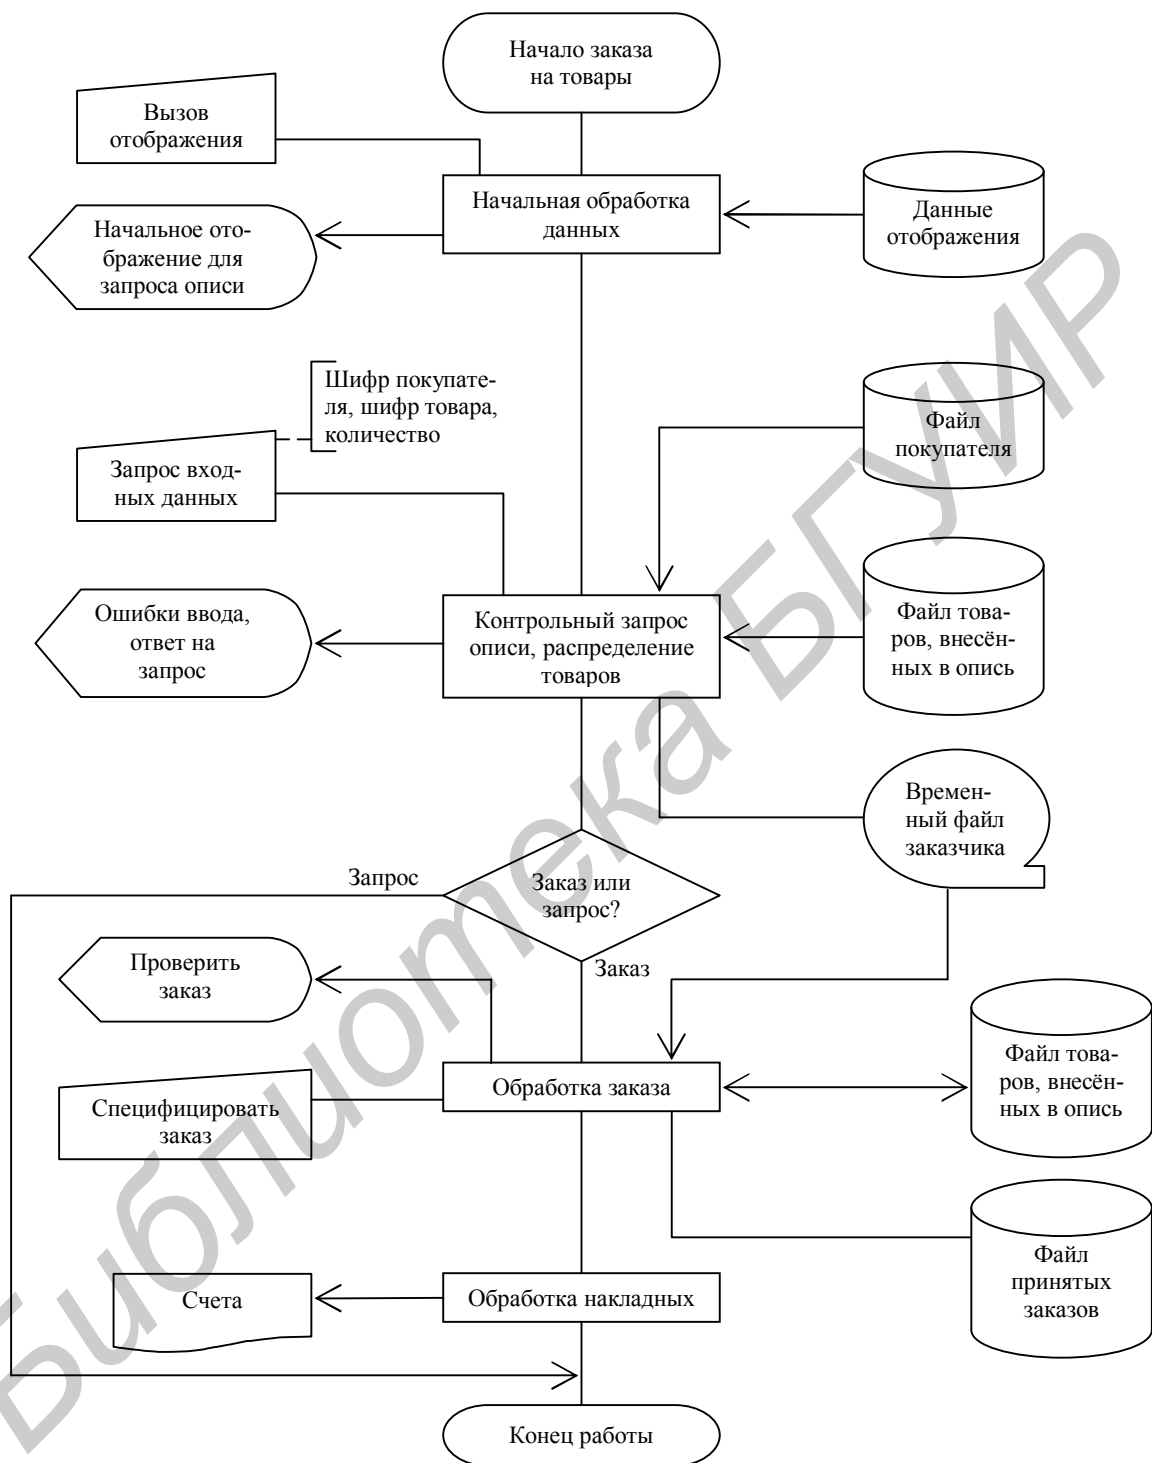 Начало заказа
на товары
Вызов
отображения
Начальная обработка
данных
Данные
отображения
Начальное ото-
бражение для
запроса описи
Шифр покупате-
ля, шифр товара,
количество
Файл
покупателя
Запрос вход-
ных данных
Ошибки ввода,
ответ на
запрос
Контрольный запрос
описи, распределение
товаров
Файл това-
ров, внесён-
ных в опись
Времен-
ный файл
заказчика
Запрос
Заказ или
запрос?
Заказ
Проверить
заказ
Специфицировать
заказ
Обработка заказа
Файл това-
ров, внесён-
ных в опись
Счета
Обработка накладных
Файл
принятых
заказов
Конец работы
Библиотека БГУИР